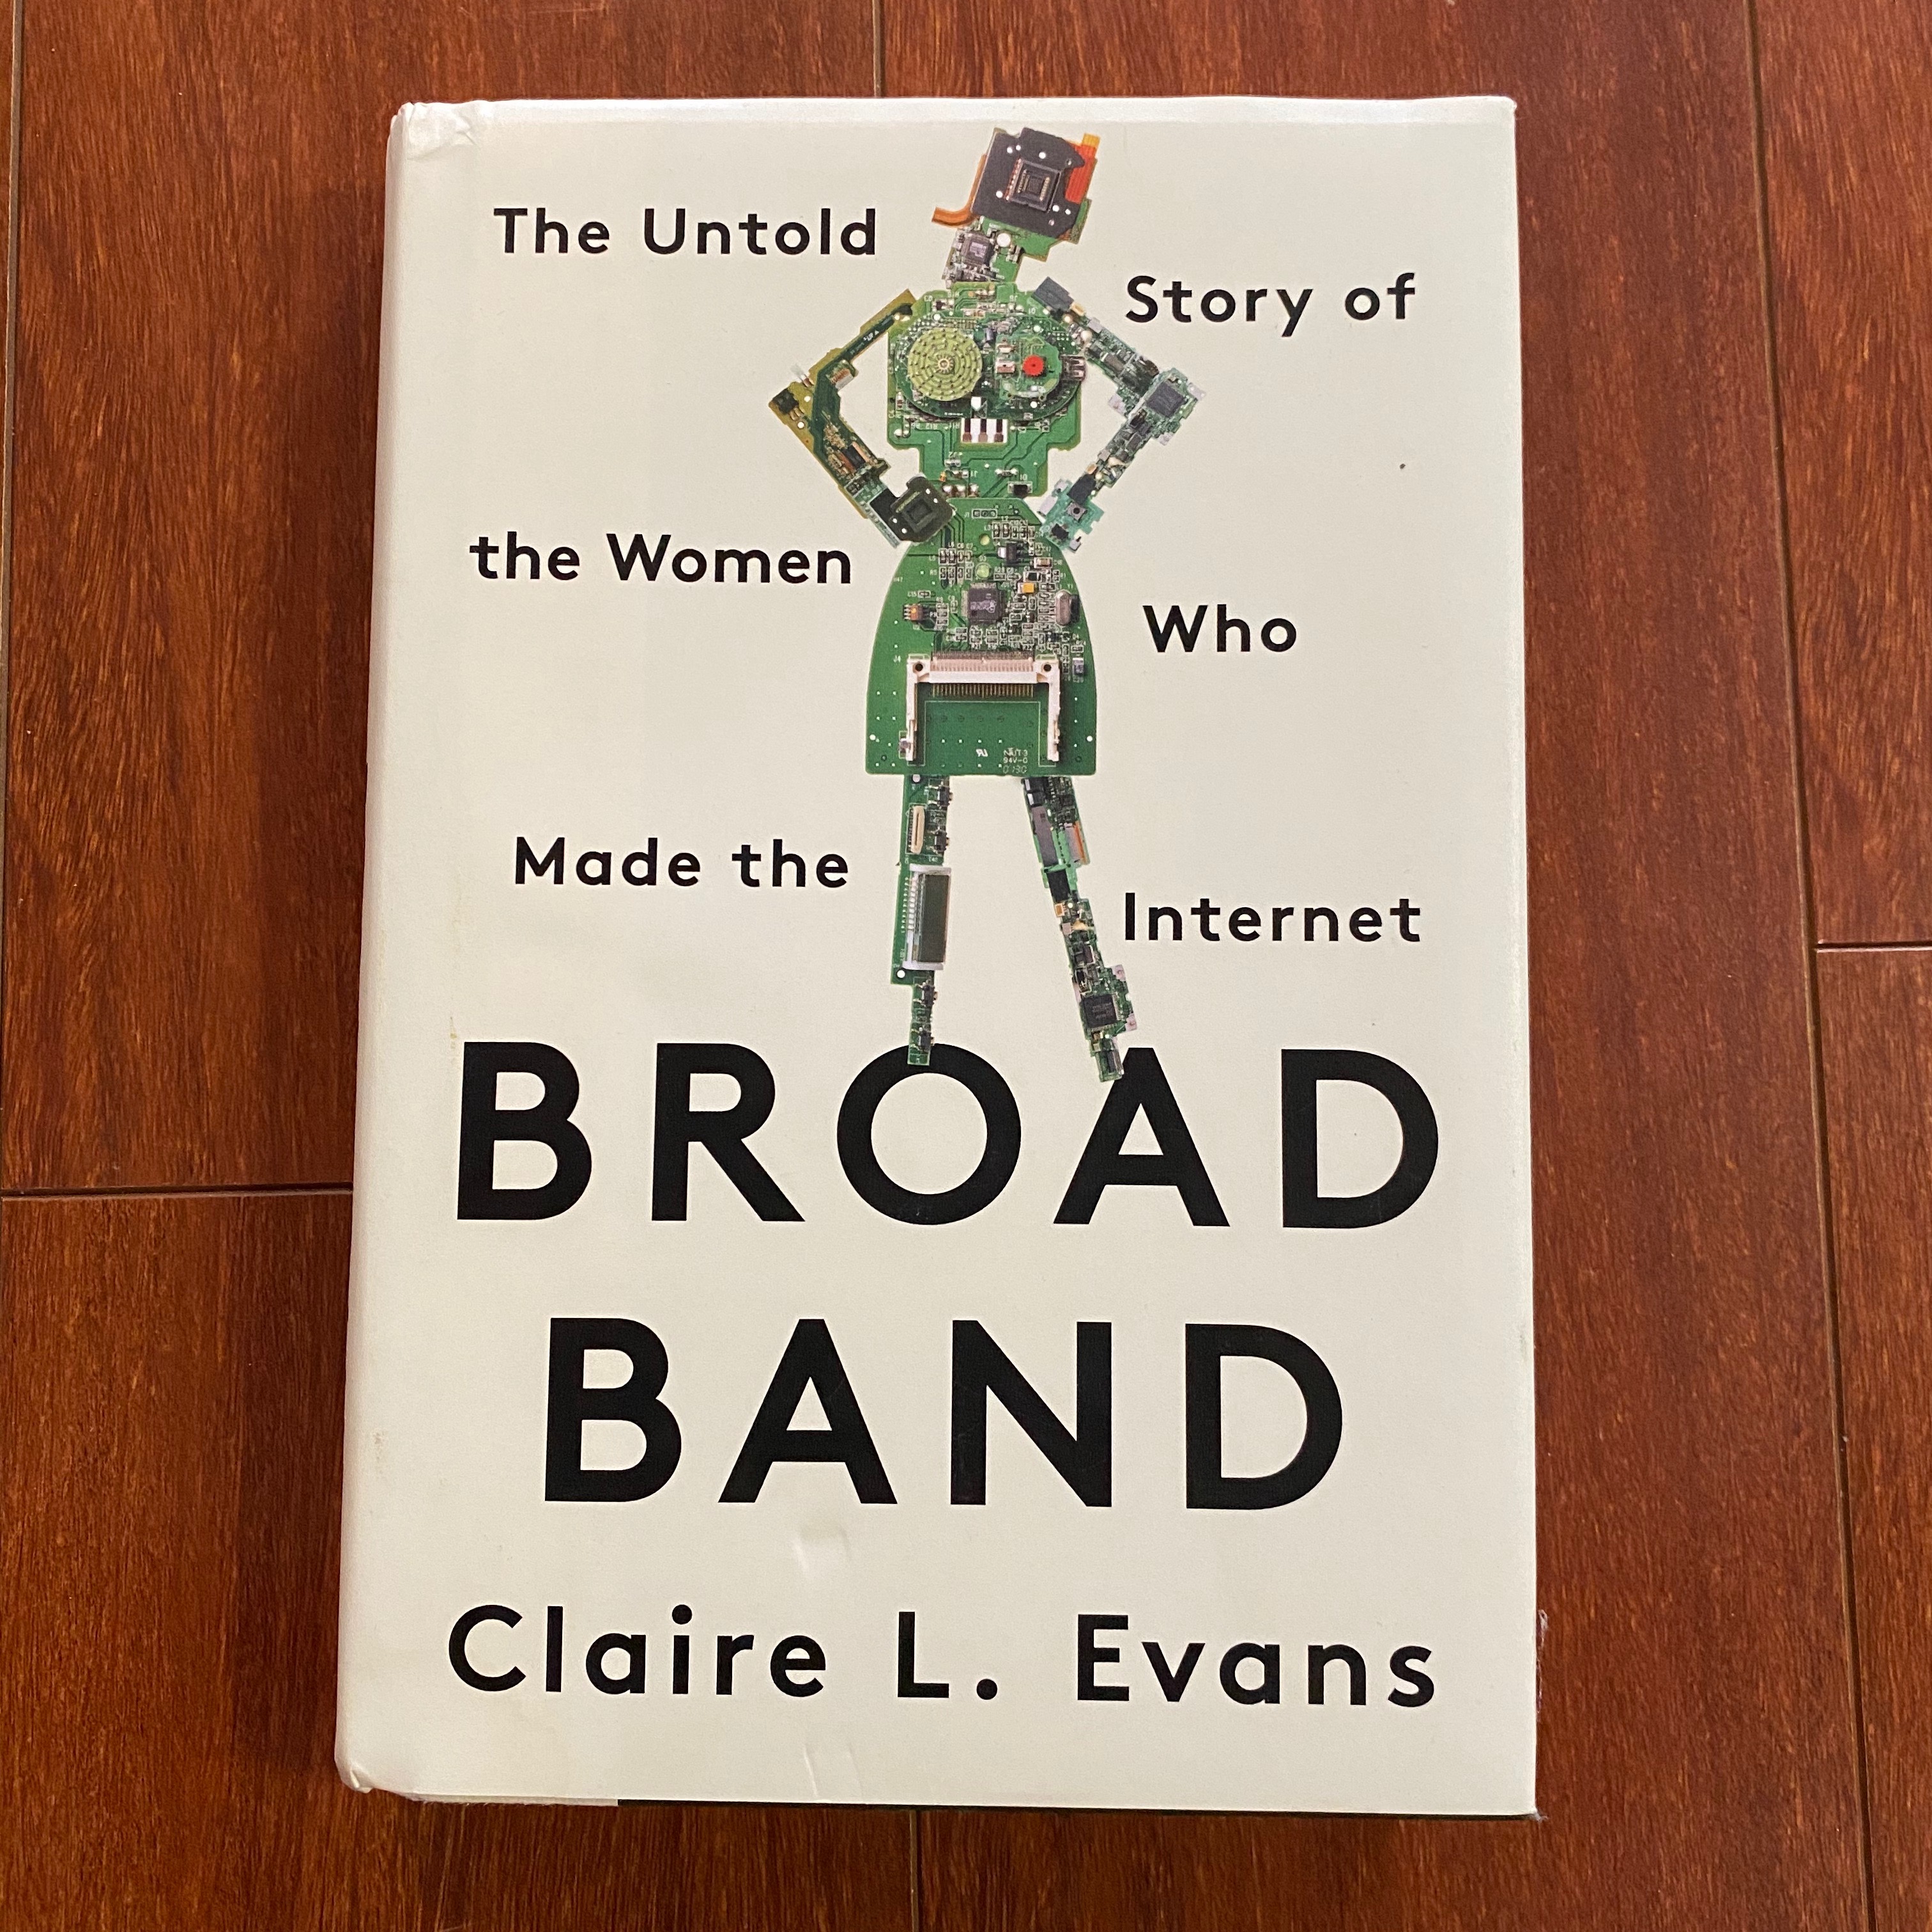 The Untold
Story of
the Women
Who
Made the
Internet
BROAD
BAND
Claire L. Evans